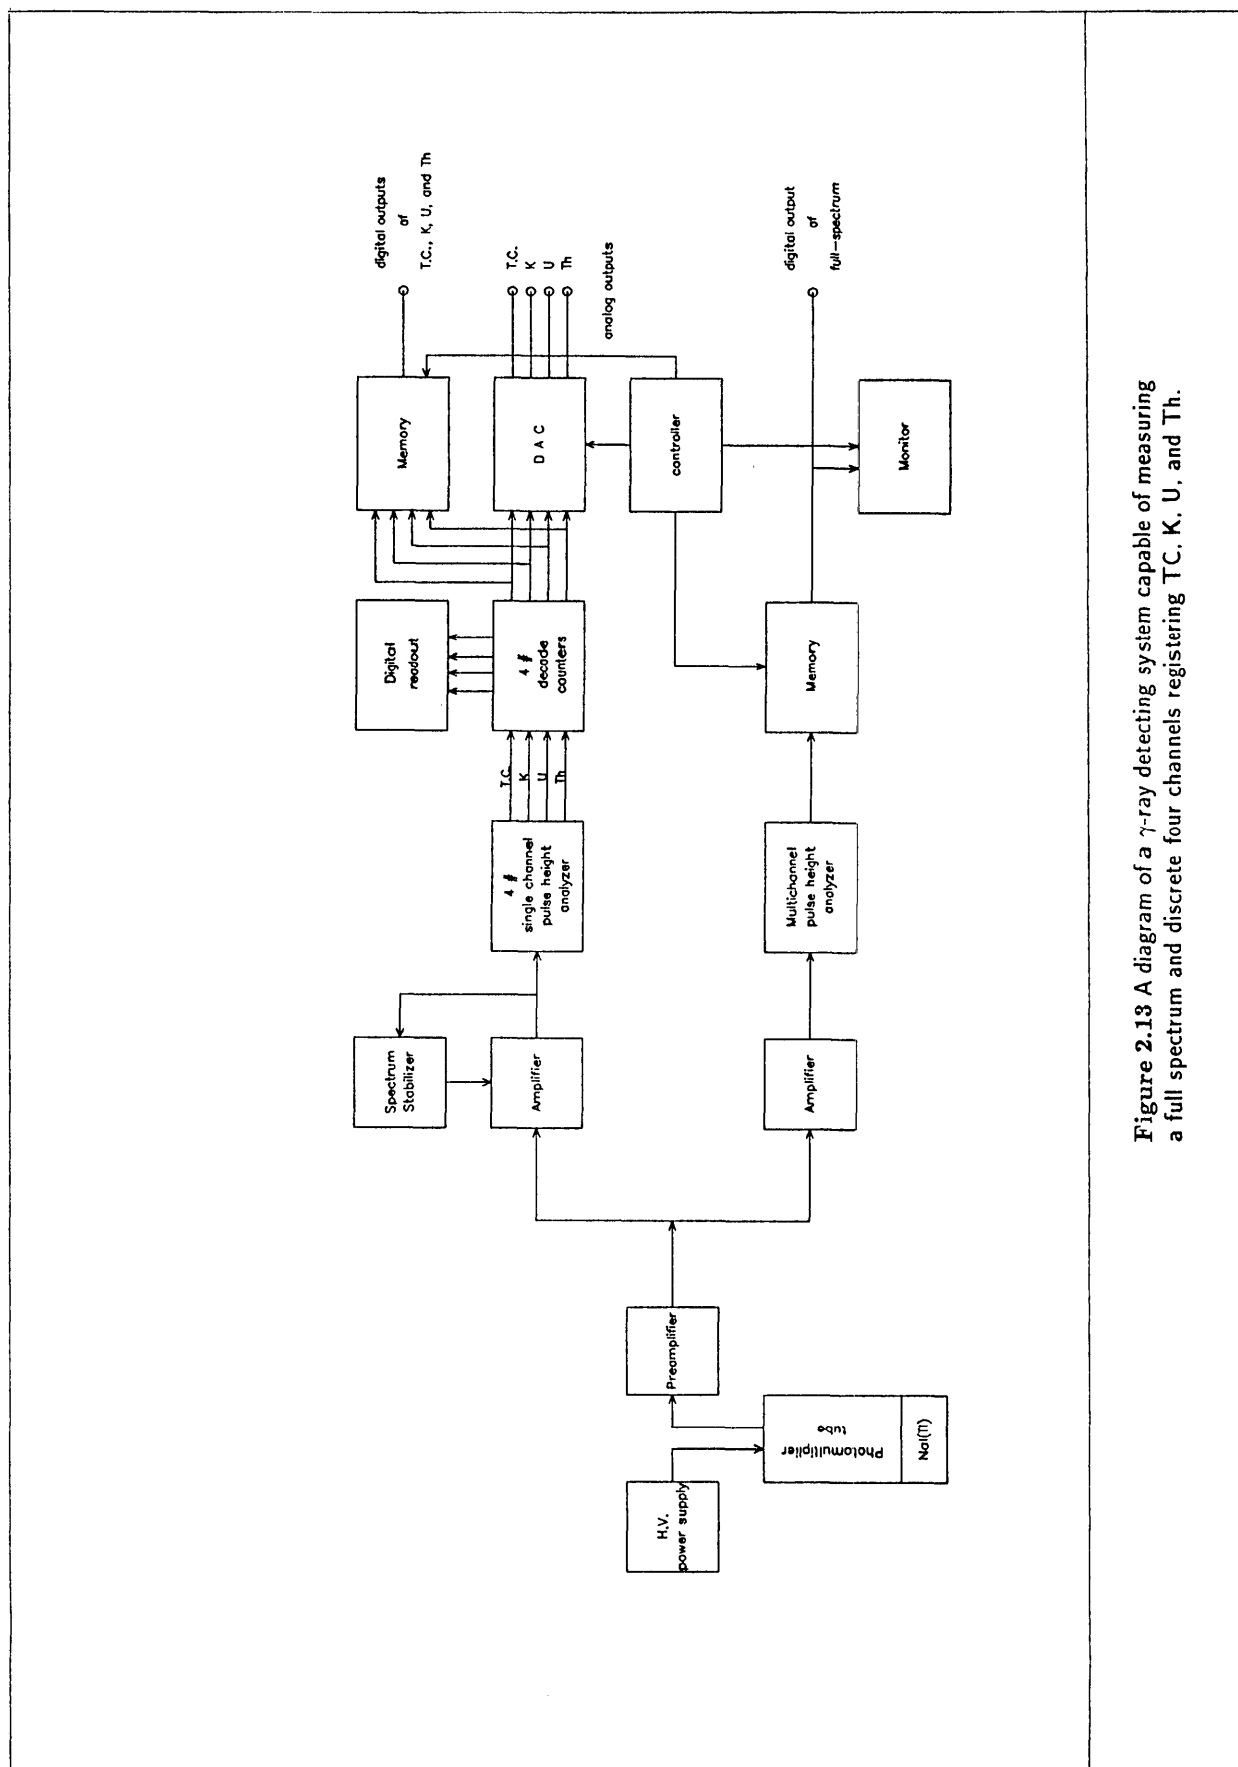 H.V.
power supply
Photomultiplier
tube
NaI(Tl)
Preamplifier
Spectrum
Stabilizer
Amplifier
Amplifier
4 #
single channel
pulse height
analyzer
Multichannel
pulse height
analyzer
T.C.
K
U
Th
Digital
readout
4 #
decade
counters
Memory
Memory
D A C
controller
Monitor
digital outputs
of
T.C., K, U, and Th
T.C.
K
U
Th
analog outputs
digital output
of
full-spectrum
Figure 2.13 A diagram of a γ-ray detecting system capable of measuring
a full spectrum and discrete four channels registering TC, K, U, and Th.